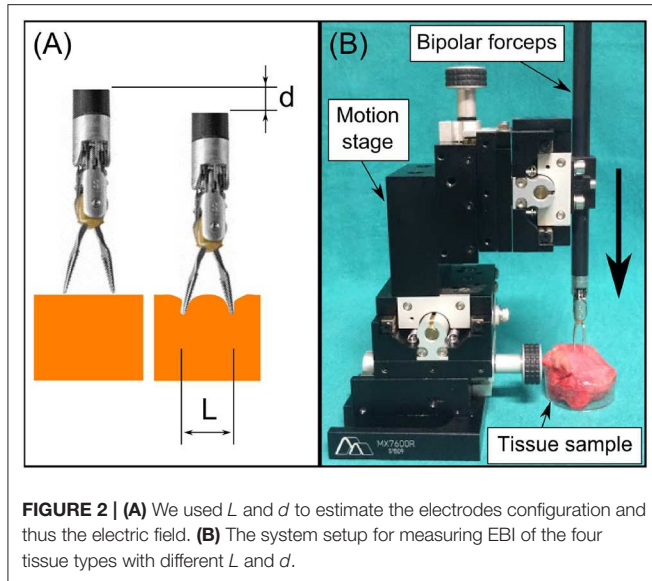 (A)
d
L
(B)
Bipolar forceps
Motion
stage
MX7600R
Tissue sample
FIGURE 2 | (A) We used L and d to estimate the electrodes configuration and
thus the electric field. (B) The system setup for measuring EBI of the four
tissue types with different L and d.